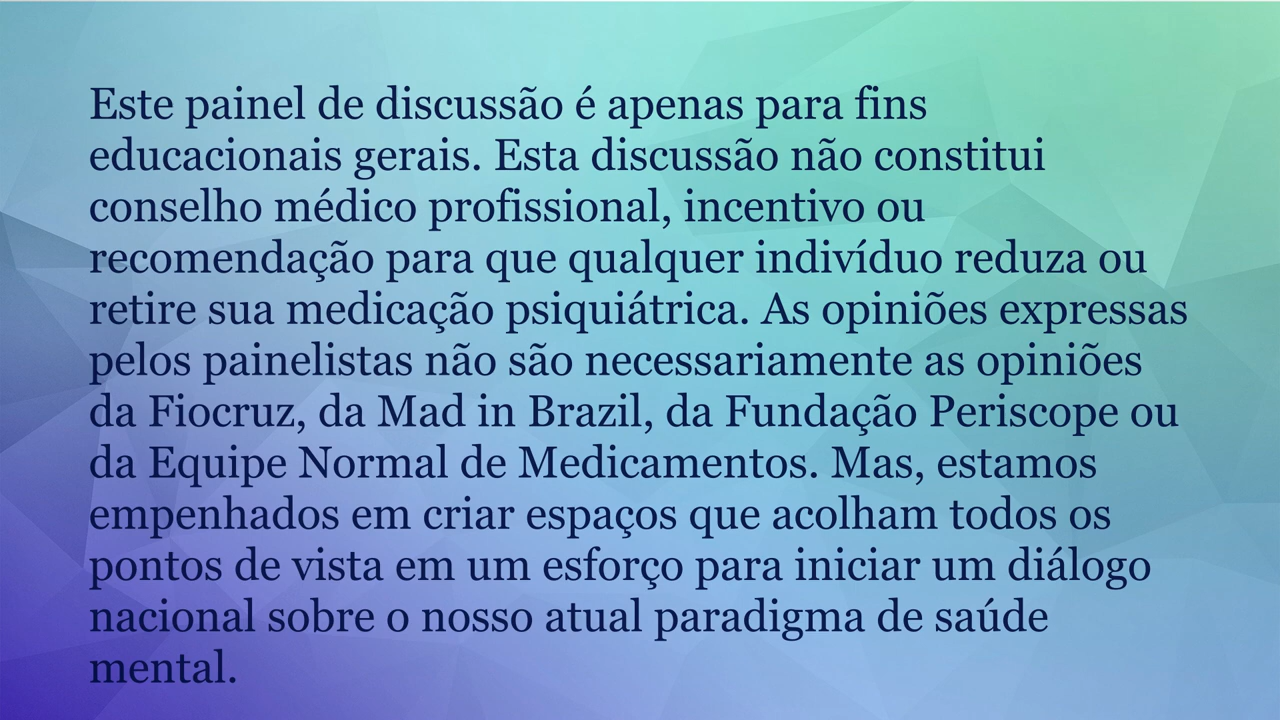 Este painel de discussão é apenas para fins
educacionais gerais. Esta discussão não constitui
conselho médico profissional, incentivo ou
recomendação para que qualquer indivíduo reduza ou
retire sua medicação psiquiátrica. As opiniões expressas
pelos painelistas não são necessariamente as opiniões
da Fiocruz, da Mad in Brazil, da Fundação Periscope ou
da Equipe Normal de Medicamentos. Mas, estamos
empenhados em criar espaços que acolham todos os
pontos de vista em um esforço para iniciar um diálogo
nacional sobre o nosso atual paradigma de saúde
mental.